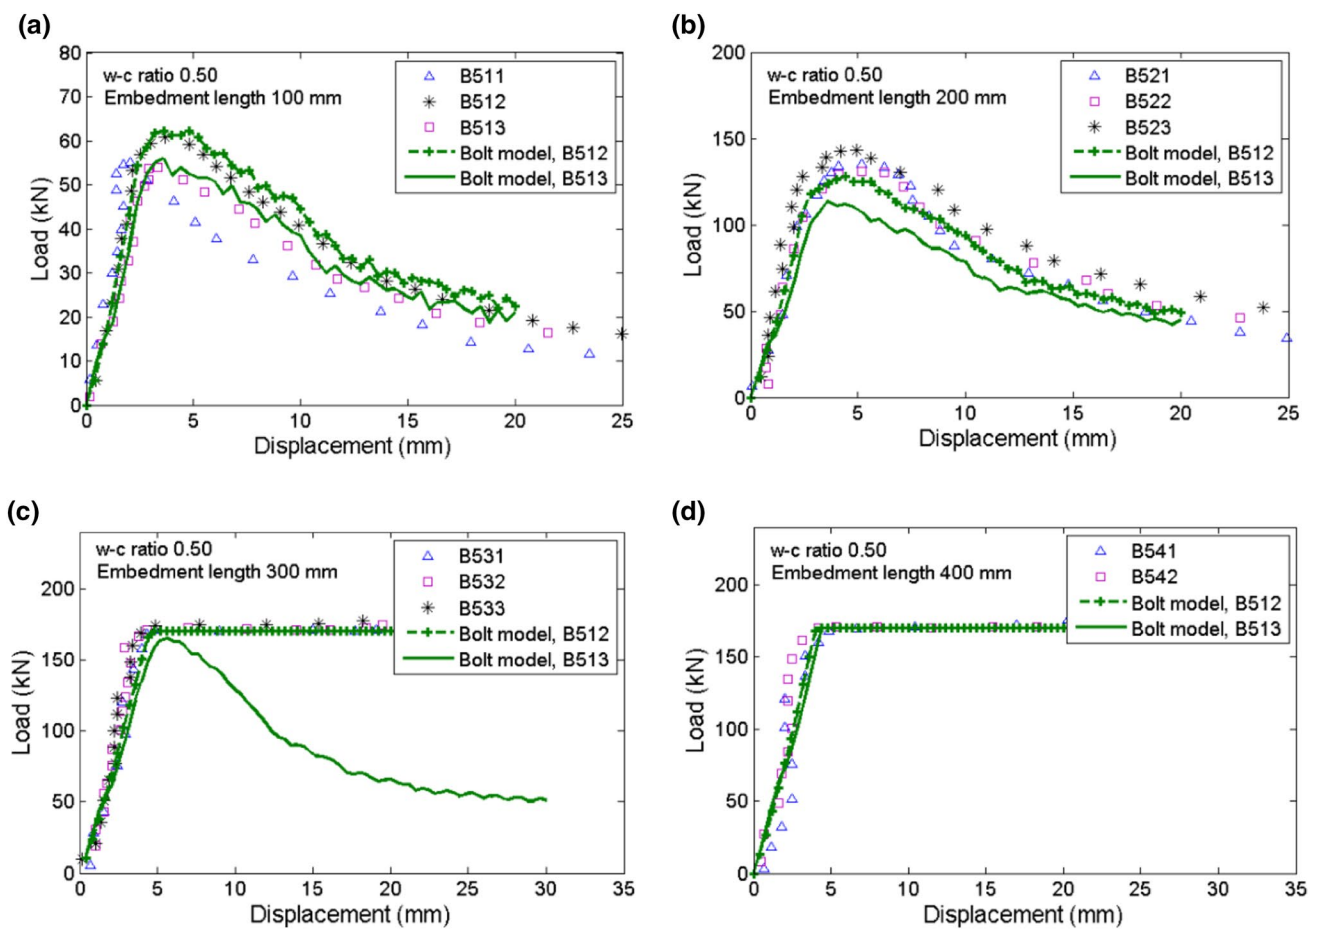 (a)
80
70
60
50
40
30
20
10
0
Load (kN)
w-c ratio 0.50
Embedment length 100 mm
B511
B512
B513
Bolt model, B512
Bolt model, B513
0 5 10 15 20 25
Displacement (mm)
(b)
200
150
100
50
0
Load (kN)
w-c ratio 0.50
Embedment length 200 mm
B521
B522
B523
Bolt model, B512
Bolt model, B513
0 5 10 15 20 25
Displacement (mm)
(c)
200
150
100
50
0
Load (kN)
w-c ratio 0.50
Embedment length 300 mm
B531
B532
B533
Bolt model, B512
Bolt model, B513
0 5 10 15 20 25 30 35
Displacement (mm)
(d)
200
150
100
50
0
Load (kN)
w-c ratio 0.50
Embedment length 400 mm
B541
B542
Bolt model, B512
Bolt model, B513
0 5 10 15 20 25 30 35
Displacement (mm)